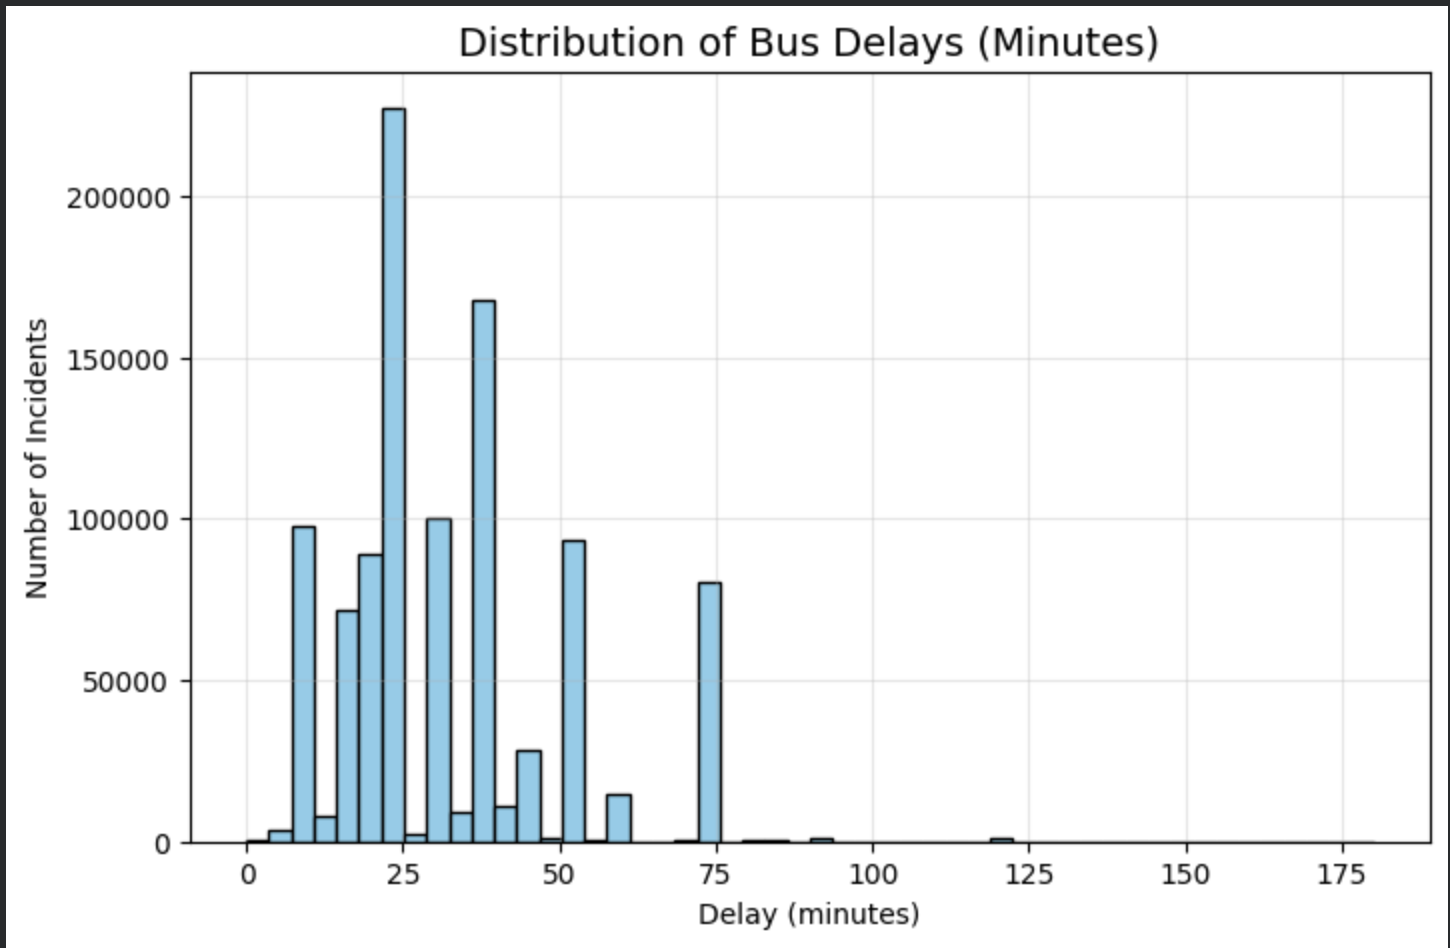 Distribution of Bus Delays (Minutes)
Number of Incidents
200000
150000
100000
50000
0
0 25 50 75 100 125 150 175
Delay (minutes)